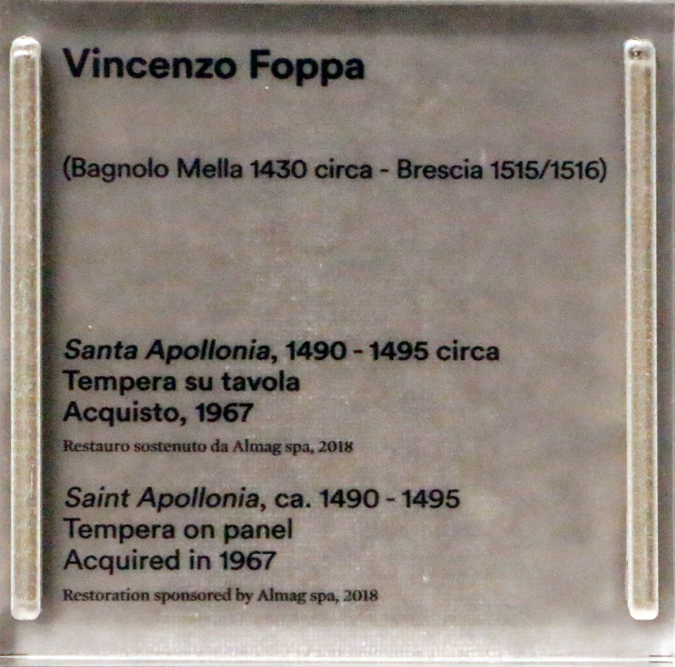 Vincenzo Foppa
(Bagnolo Mella 1430 circa - Brescia 1515/1516)
Santa Apollonia, 1490 - 1495 circa
Tempera su tavola
Acquisto, 1967
Restauro sostenuto da Almag spa, 2018
Saint Apollonia, ca. 1490 - 1495
Tempera on panel
Acquired in 1967
Restoration sponsored by Almag spa, 2018